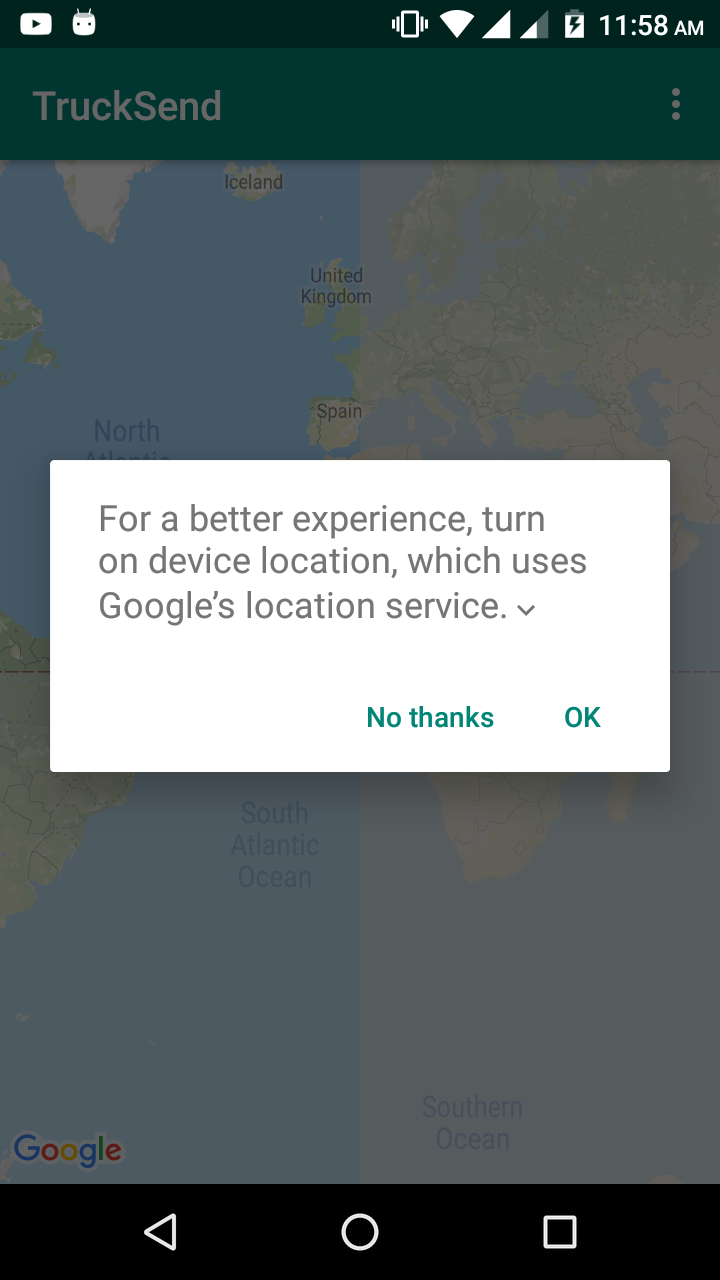 11:58 AM
TruckSend
Iceland
United
Kingdom
Spain
North
Atlantic
For a better experience, turn
on device location, which uses
Google’s location service.
No thanks
OK
South
Atlantic
Ocean
Southern
Ocean
Google